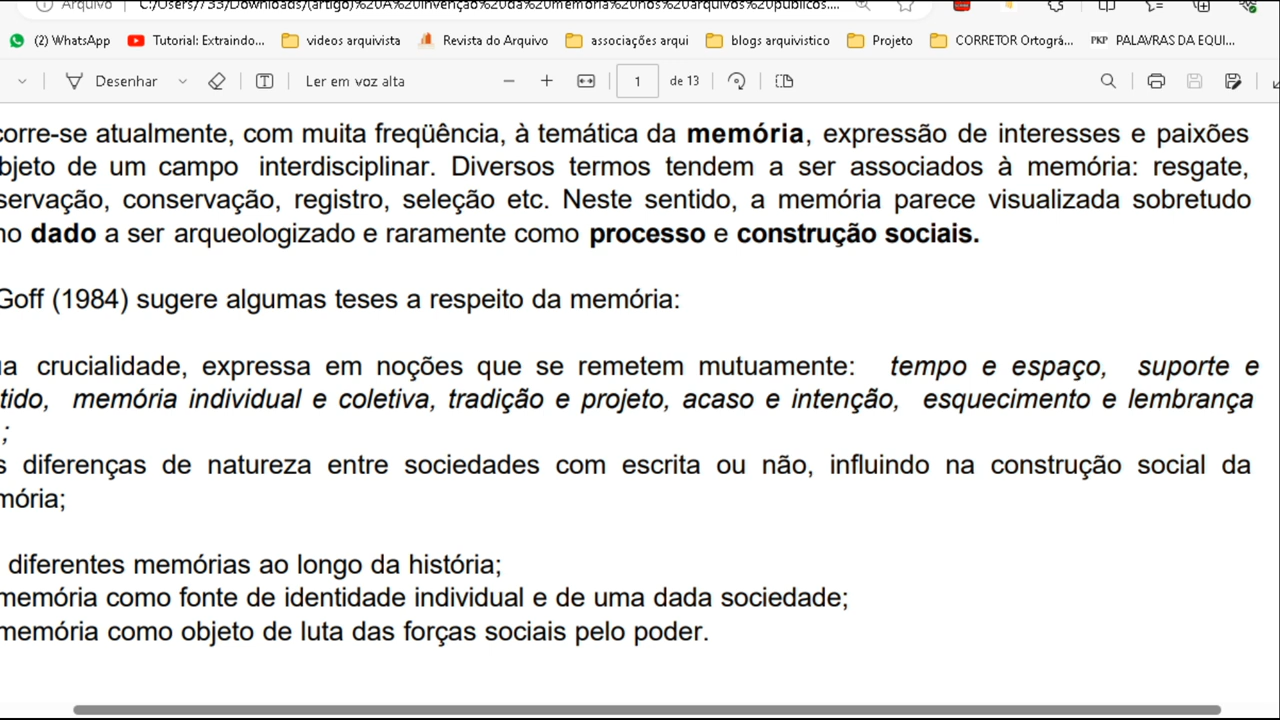 Arquivo C:/Users/733/Downloads/(artigo)%20A%20invenção%20da%20memória%20nos%20arquivos%20públicos....
(2) WhatsApp Tutorial: Extraindo... videos arquivista Revista do Arquivo associações arqui blogs arquivistico Projeto CORRETOR Ortográ... PKP PALAVRAS DA EQUI...
Desenhar Ler em voz alta 1 de 13
corre-se atualmente, com muita freqüência, à temática da memória, expressão de interesses e paixões
bjeto de um campo interdisciplinar. Diversos termos tendem a ser associados à memória: resgate,
servação, conservação, registro, seleção etc. Neste sentido, a memória parece visualizada sobretudo
no dado a ser arqueologizado e raramente como processo e construção sociais.
Goff (1984) sugere algumas teses a respeito da memória:
a crucialidade, expressa em noções que se remetem mutuamente: tempo e espaço, suporte e
tido, memória individual e coletiva, tradição e projeto, acaso e intenção, esquecimento e lembrança
;
s diferenças de natureza entre sociedades com escrita ou não, influindo na construção social da
mória;
diferentes memórias ao longo da história;
memória como fonte de identidade individual e de uma dada sociedade;
memória como objeto de luta das forças sociais pelo poder.